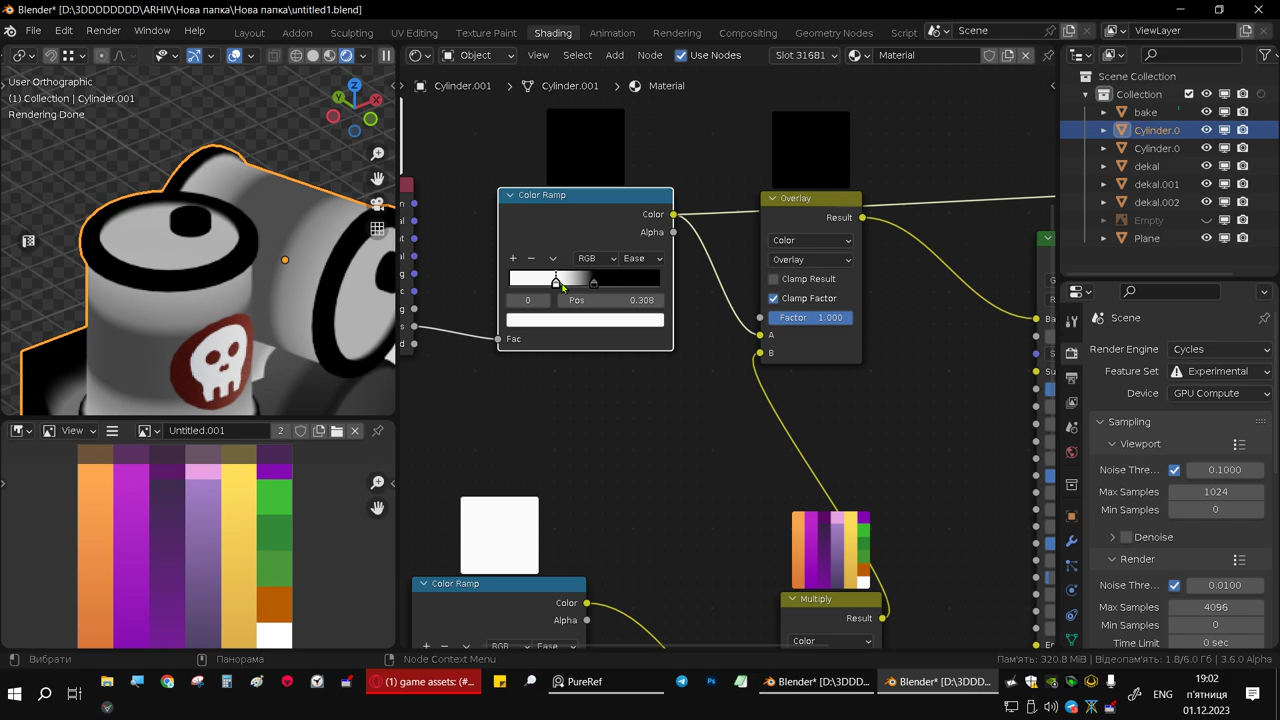 Blender* [D:\3DDDDDDDD\ARHIV\Нова папка\Нова папка\untitled1.blend]
File Edit Render Window Help Layout Addon Sculpting UV Editing Texture Paint Shading Animation Rendering Compositing Geometry Nodes Script Scene ViewLayer
Object View Select Add Node Use Nodes Slot 316B1 Material
User Orthographic
(1) Collection | Cylinder.001
Rendering Done
Cylinder.001 > Cylinder.001 > Material
Color Ramp
Color
Alpha
RGB Ease
0 Pos 0.308
Fac
Overlay
Result
Color
Overlay
Clamp Result
Clamp Factor
Factor 1.000
A
B
Ba
Color Ramp
Color
Alpha
RGB Ease
Multiply
Result
Color
View Untitled.001 2
Scene Collection
Collection
bake
Cylinder.0
Cylinder.0
dekal
dekal.001
dekal.002
Empty
Plane
Scene
Render Engine Cycles
Feature Set Experimental
Device GPU Compute
Sampling
Viewport
Noise Thre... 0.1000
Max Samples 1024
Min Samples 0
Denoise
Render
Noise Thre... 0.0100
Max Samples 4096
Min Samples 0
Time Limit 0 sec
Вибрати Панорама Node Context Menu Пам'ять: 320.8 MiB | Відеопам'ять: 1.8/6.0 Гб | 3.6.0 Alpha
(1) game assets: (#... PureRef Blender* [D:\3DDD... Blender* [D:\3DDD...
ENG
19:02
п'ятниця
01.12.2023